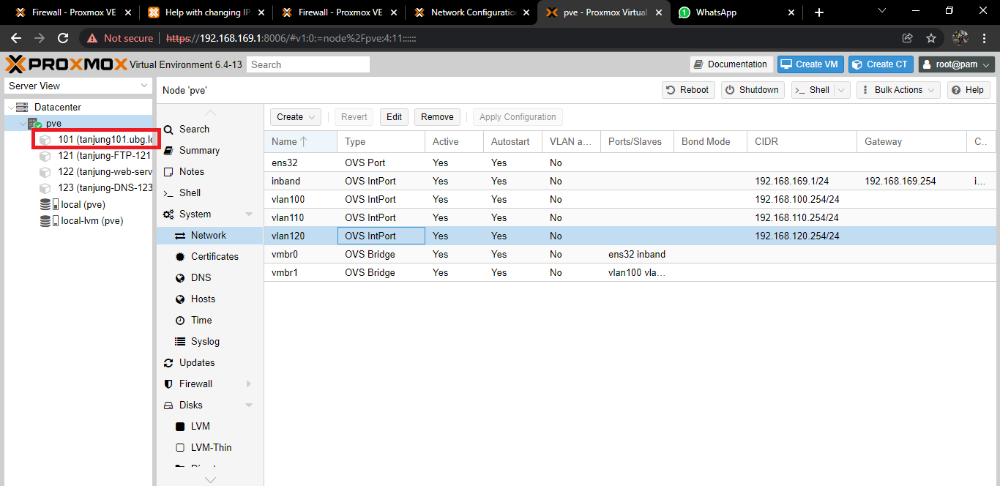 Firewall - Proxmox VE
Help with changing IP
Firewall - Proxmox VE
Network Configuration
pve - Proxmox Virtual
WhatsApp
Not secure
https://192.168.169.1:8006/#v1:0:=node%2Fpve:4:11::::::
PROXMOX Virtual Environment 6.4-13
Search
Documentation
Create VM
Create CT
root@pam
Server View
Node 'pve'
Reboot
Shutdown
Shell
Bulk Actions
Help
Datacenter
pve
101 (tanjung101.ubg.lo
121 (tanjung-FTP-121.
122 (tanjung-web-serv
123 (tanjung-DNS-123
local (pve)
local-lvm (pve)
Search
Summary
Notes
Shell
System
Network
Certificates
DNS
Hosts
Time
Syslog
Updates
Firewall
Disks
LVM
LVM-Thin
Create
Revert
Edit
Remove
Apply Configuration
Name Type Active Autostart VLAN a... Ports/Slaves Bond Mode CIDR Gateway C..
ens32 OVS Port Yes Yes No
inband OVS IntPort Yes Yes No 192.168.169.1/24 192.168.169.254 i...
vlan100 OVS IntPort Yes Yes No 192.168.100.254/24
vlan110 OVS IntPort Yes Yes No 192.168.110.254/24
vlan120 OVS IntPort Yes Yes No 192.168.120.254/24
vmbr0 OVS Bridge Yes Yes No ens32 inband
vmbr1 OVS Bridge Yes Yes No vlan100 vla...